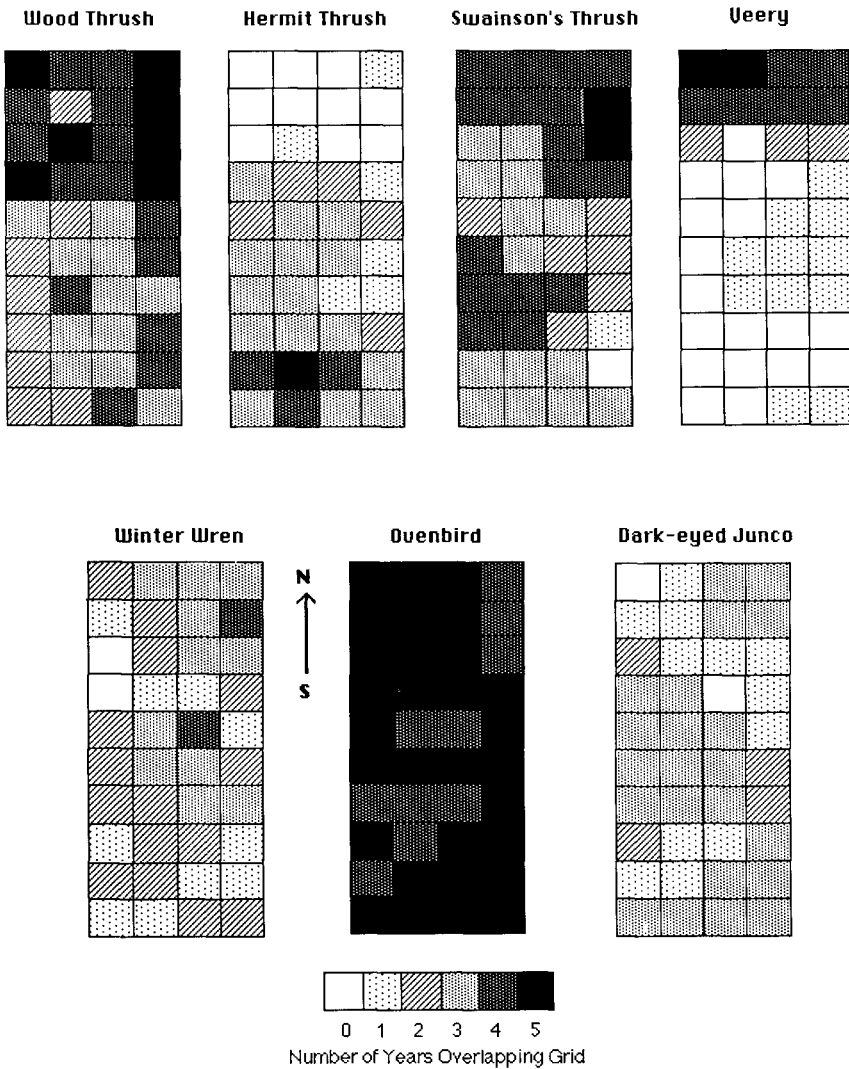 Wood Thrush Hermit Thrush Swainson's Thrush Veery
Winter Wren Ovenbird Dark-eyed Junco
N
S
0 1 2 3 4 5
Number of Years Overlapping Grid